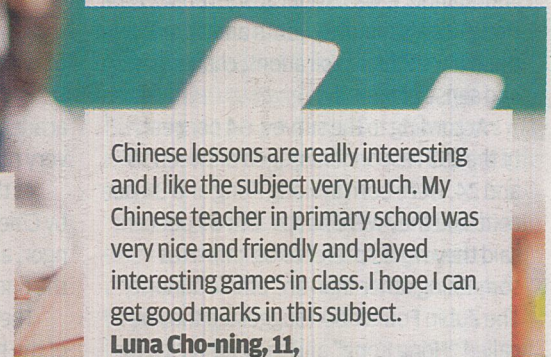 Chinese lessons are really interesting
and I like the subject very much. My
Chinese teacher in primary school was
very nice and friendly and played
interesting games in class. I hope I can
get good marks in this subject.
Luna Cho-ning, 11,